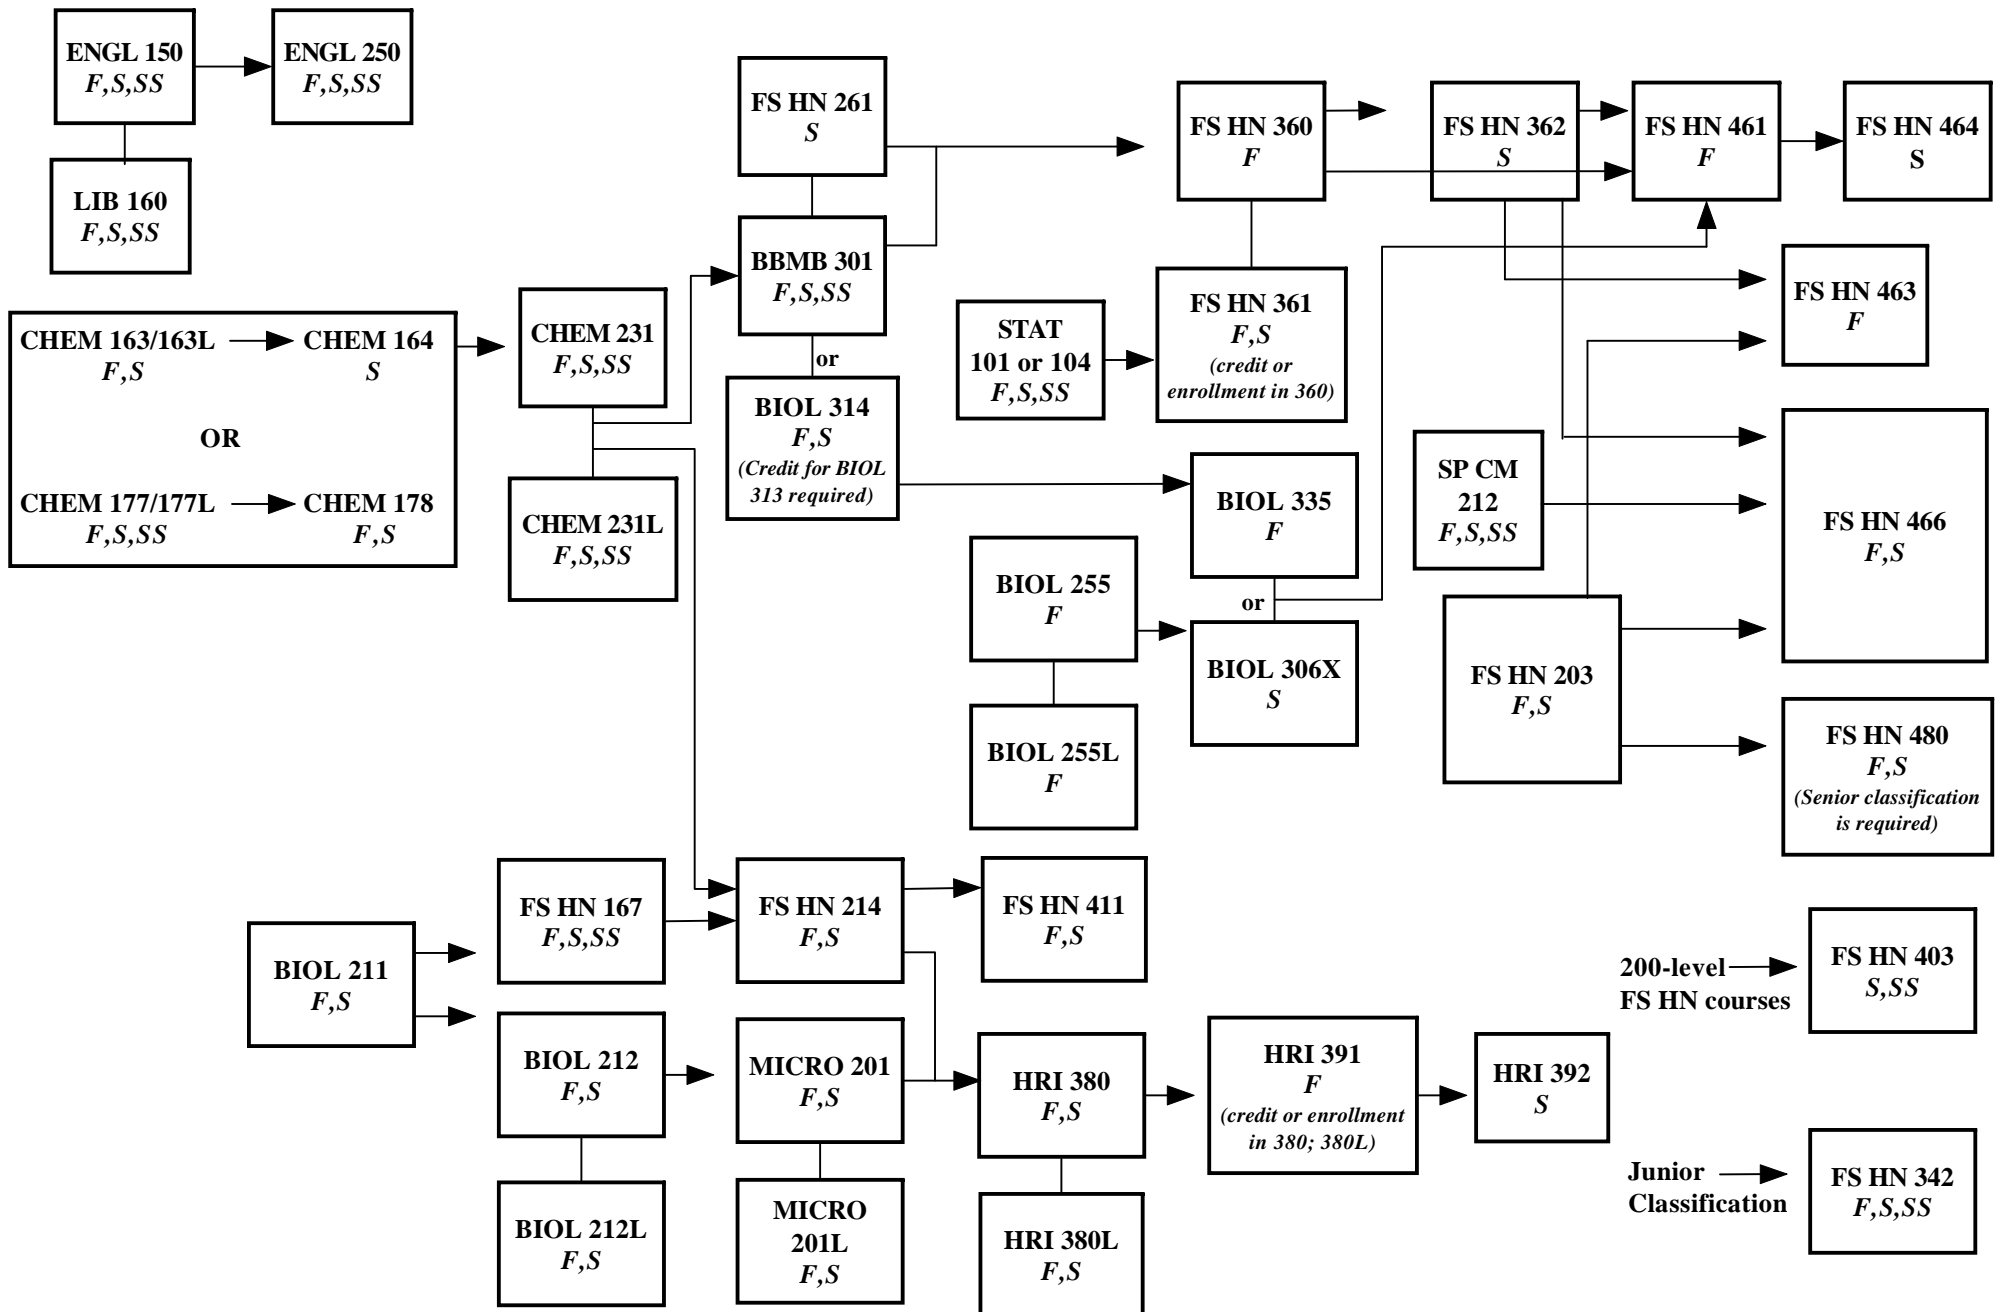 ENGL 150
F,S,SS
ENGL 250
F,S,SS
LIB 160
F,S,SS
CHEM 163/163L
F,S
CHEM 164
S
OR
CHEM 177/177L
F,S,SS
CHEM 178
F,S
CHEM 231
F,S,SS
CHEM 231L
F,S,SS
FS HN 261
S
BBMB 301
F,S,SS
or
BIOL 314
F,S
(Credit for BIOL
313 required)
STAT
101 or 104
F,S,SS
FS HN 360
F
FS HN 361
F,S
(credit or
enrollment in 360)
FS HN 362
S
FS HN 461
F
FS HN 464
S
FS HN 463
F
BIOL 335
F
or
BIOL 306X
S
BIOL 255
F
BIOL 255L
F
SP CM
212
F,S,SS
FS HN 466
F,S
FS HN 203
F,S
FS HN 480
F,S
(Senior classification
is required)
BIOL 211
F,S
FS HN 167
F,S,SS
FS HN 214
F,S
FS HN 411
F,S
BIOL 212
F,S
BIOL 212L
F,S
MICRO 201
F,S
MICRO
201L
F,S
HRI 380
F,S
HRI 380L
F,S
HRI 391
F
(credit or enrollment
in 380; 380L)
HRI 392
S
200-level
FS HN courses
FS HN 403
S,SS
Junior
Classification
FS HN 342
F,S,SS